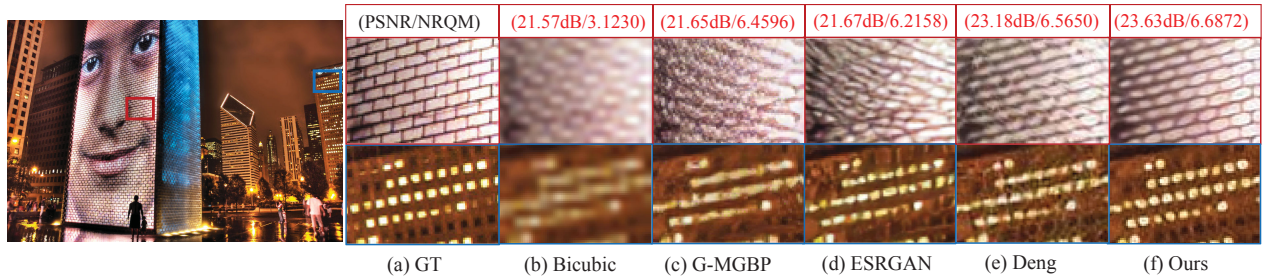 (PSNR/NRQM) (21.57dB/3.1230) (21.65dB/6.4596) (21.67dB/6.2158) (23.18dB/6.5650) (23.63dB/6.6872)
(a) GT (b) Bicubic (c) G-MGBP (d) ESRGAN (e) Deng (f) Ours